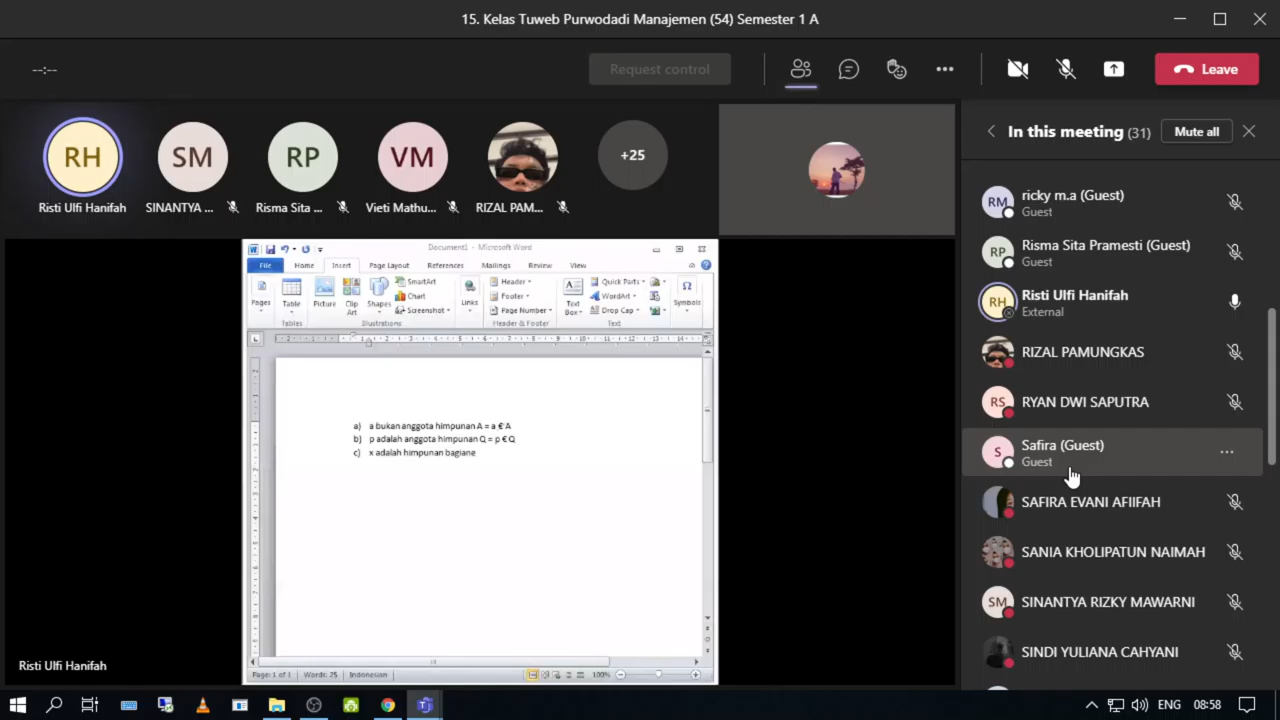 15. Kelas Tuweb Purwodadi Manajemen (54) Semester 1 A
--:--
Request control
Leave
RH
SM
RP
VM
+25
Risti Ulfi Hanifah
SINANTYA ...
Risma Sita ...
Vieti Mathu...
RIZAL PAM...
In this meeting (31)
Mute all
RM
ricky m.a (Guest)
Guest
RP
Risma Sita Pramesti (Guest)
Guest
RH
Risti Ulfi Hanifah
External
RIZAL PAMUNGKAS
RS
RYAN DWI SAPUTRA
S
Safira (Guest)
Guest
SAFIRA EVANI AFIIFAH
SANIA KHOLIPATUN NAIMAH
SM
SINANTYA RIZKY MAWARNI
SINDI YULIANA CAHYANI
Document1 - Microsoft Word
File
Home
Insert
Page Layout
References
Mailings
Review
View
Pages
Table
Picture
Clip Art
Shapes
SmartArt
Chart
Screenshot
Links
Header
Footer
Page Number
Text Box
Quick Parts
WordArt
Drop Cap
Symbols
Tables
Illustrations
Header & Footer
Text
a) a bukan anggota himpunan A = a € A
b) p adalah anggota himpunan Q = p € Q
c) x adalah himpunan bagiane
Page: 1 of 1
Words: 25
Indonesian
100%
Risti Ulfi Hanifah
ENG
08:58